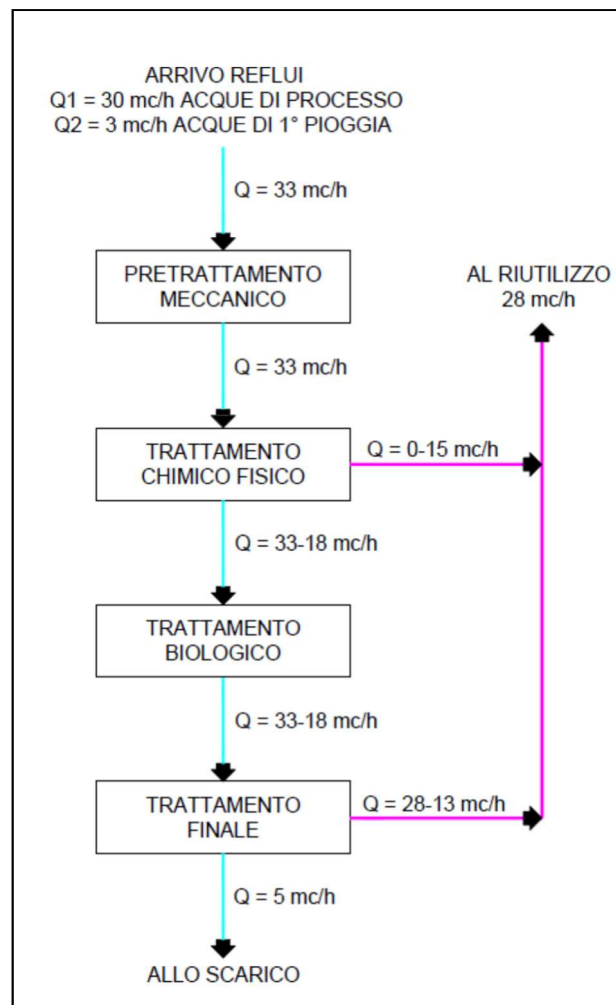 ARRIVO REFLUI
Q1 = 30 mc/h ACQUE DI PROCESSO
Q2 = 3 mc/h ACQUE DI 1° PIOGGIA
Q = 33 mc/h
PRETRATTAMENTO
MECCANICO
AL RIUTILIZZO
28 mc/h
Q = 33 mc/h
TRATTAMENTO
CHIMICO FISICO
Q = 0-15 mc/h
Q = 33-18 mc/h
TRATTAMENTO
BIOLOGICO
Q = 33-18 mc/h
TRATTAMENTO
FINALE
Q = 28-13 mc/h
Q = 5 mc/h
ALLO SCARICO